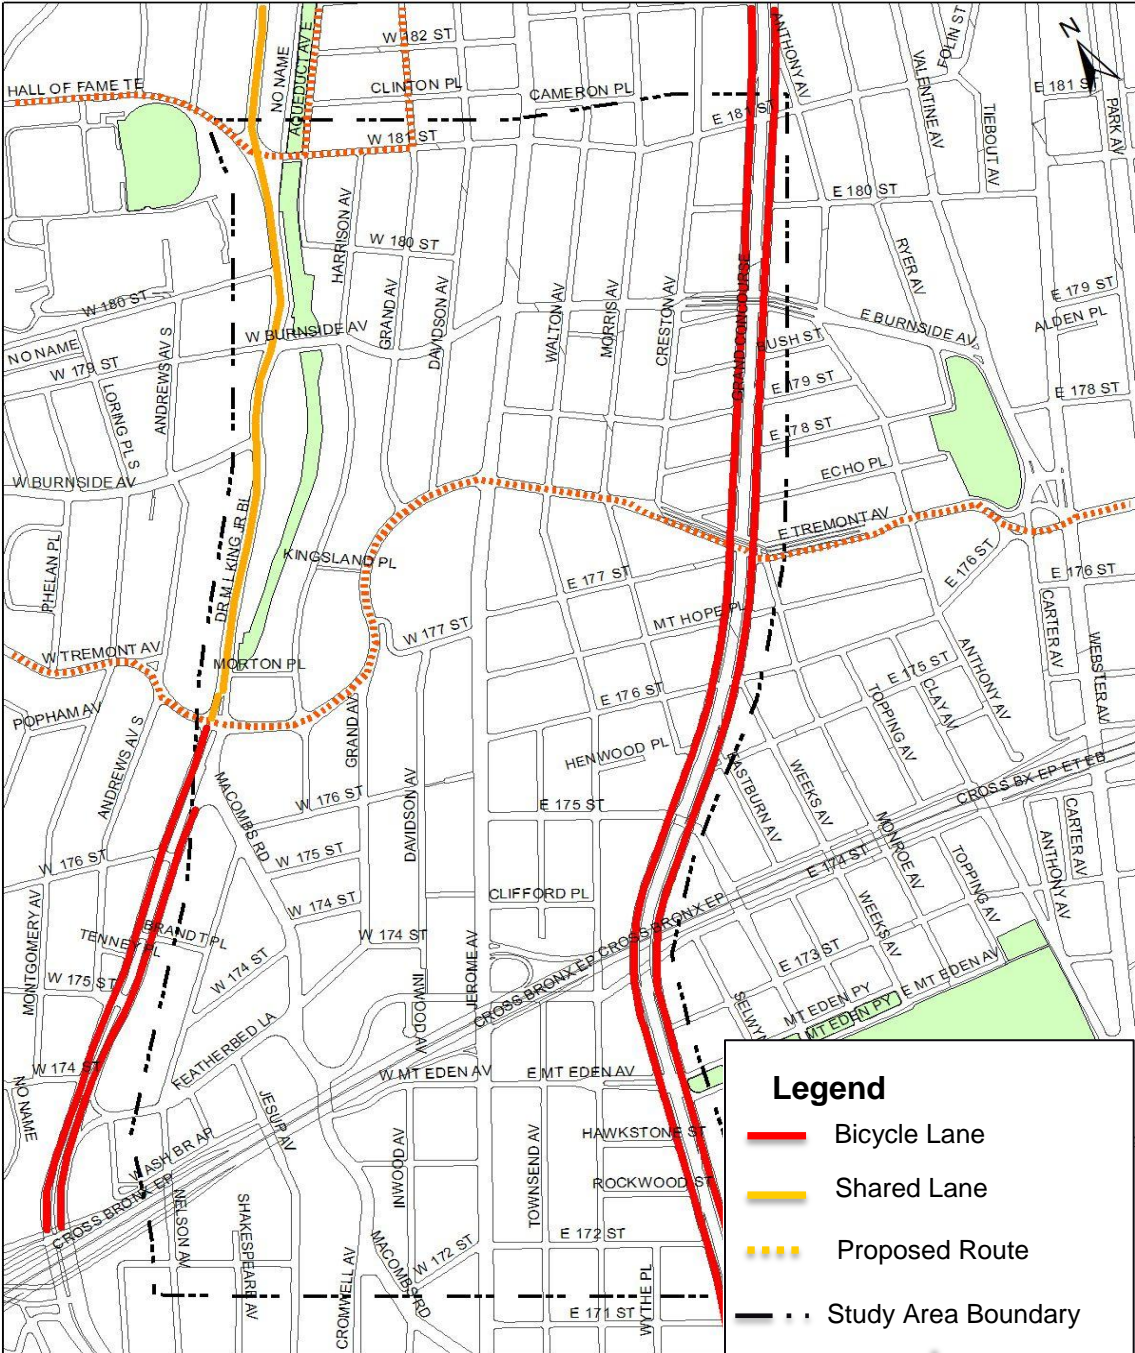 W 182 ST
ANTHONY AV
FOLIN ST
Z
HALL OF FAME TE
NO NAME
AQUEDUCT AV E
CLINTON PL
CAMERON PL
VALENTINE AV
E 181 ST
PARK AV
W 181 ST
E 181 ST
TIEBOUT AV
HARRISON AV
E 180 ST
W 180 ST
RYER AV
W 180 ST
GRAND AV
DAVIDSON AV
WALTON AV
MORRIS AV
CRESTON AV
GRAND CONCOURSE
E 179 ST
ALDEN PL
E BURNSIDE AV
W BURNSIDE AV
NO NAME
W 179 ST
ANDREWS AV S
LORING PL S
BUSH ST
E 179 ST
E 178 ST
E 178 ST
ECHO PL
W BURNSIDE AV
DR M L KING JR BL
E TREMONT AV
PHELAN PL
KINGSLAND PL
E 177 ST
E 176 ST
E 176 ST
MT HOPE PL
CARTER AV
WEBSTER AV
W 177 ST
W TREMONT AV
MORTON PL
E 175 ST
ANTHONY AV
CLAY AV
TOPPING AV
E 176 ST
POPHAM AV
ANDREWS AV S
GRAND AV
HENWOOD PL
EASTBURN AV
WEEKS AV
CROSS BX EP ET EB
MACOMBS RD
W 176 ST
DAVIDSON AV
E 175 ST
MONROE AV
CARTER AV
ANTHONY AV
W 176 ST
W 175 ST
E 174 ST
TOPPING AV
MONTGOMERY AV
W 174 ST
CLIFFORD PL
WEEKS AV
BRANDT PL
TENNEY PL
W 174 ST
JEROME AV
CROSS BRONX EP
CROSS BRONX EP
E 173 ST
W 175 ST
W 174 ST
INWOOD AV
MT EDEN PY
E MT EDEN AV
MT EDEN PY
SELWYN
FEATHERBED LA
W 174 ST
NO NAME
W MT EDEN AV
E MT EDEN AV
JESUP AV
HAWKSTONE ST
INWOOD AV
TOWNSEND AV
W ASH BR AP
CROSS BRONX EP
ROCKWOOD ST
NELSON AV
SHAKESPEARE AV
E 172 ST
W 172 ST
MACOMBS RD
CROMWELL AV
WYTHE PL
E 171 ST
Legend
Bicycle Lane
Shared Lane
Proposed Route
Study Area Boundary